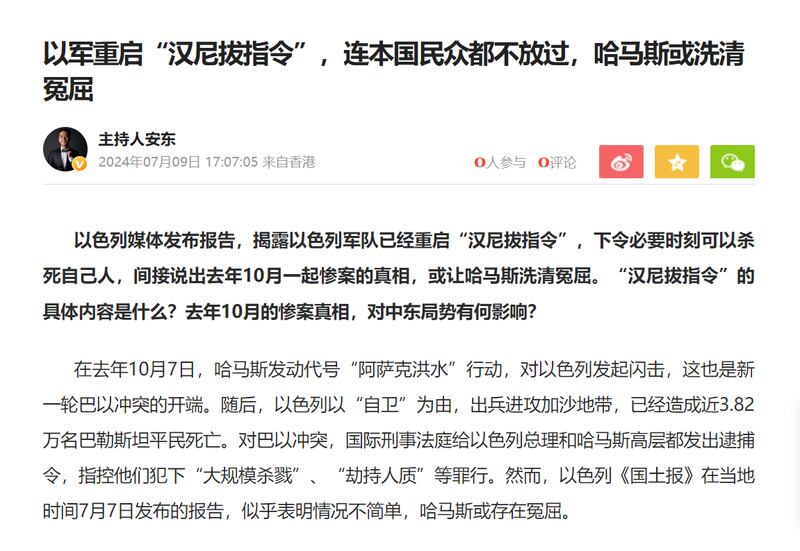 以军重启“汉尼拔指令”，连本国民众都不放过，哈马斯或洗清
冤屈
主持人安东
2024年07月09日 17:07:05 来自香港
0人参与 0评论
以色列媒体发布报告，揭露以色列军队已经重启“汉尼拔指令”，下令必要时刻可以杀
死自己人，间接说出去年10月一起惨案的真相，或让哈马斯洗清冤屈。“汉尼拔指令”的
具体内容是什么？去年10月的惨案真相，对中东局势有何影响？
在去年10月7日，哈马斯发动代号“阿萨克洪水”行动，对以色列发起闪击，这也是新
一轮巴以冲突的开端。随后，以色列以“自卫”为由，出兵进攻加沙地带，已经造成近3.82
万名巴勒斯坦平民死亡。对巴以冲突，国际刑事法庭给以色列总理和哈马斯高层都发出逮捕
令，指控他们犯下“大规模杀戮”、“劫持人质”等罪行。然而，以色列《国土报》在当地
时间7月7日发布的报告，似乎表明情况不简单，哈马斯或存在冤屈。